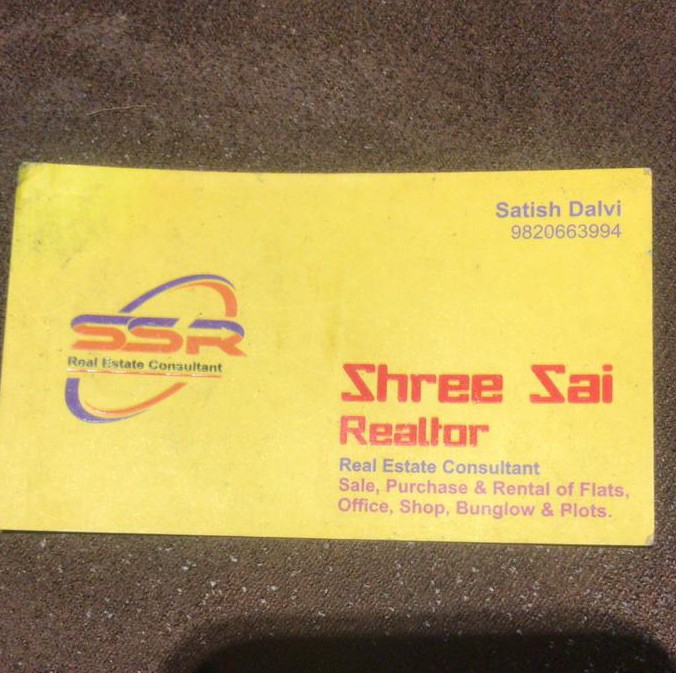 Satish Dalvi
9820663994
SSR
Real Estate Consultant
Shree Sai
Realtor
Real Estate Consultant
Sale, Purchase & Rental of Flats,
Office, Shop, Bunglow & Plots.